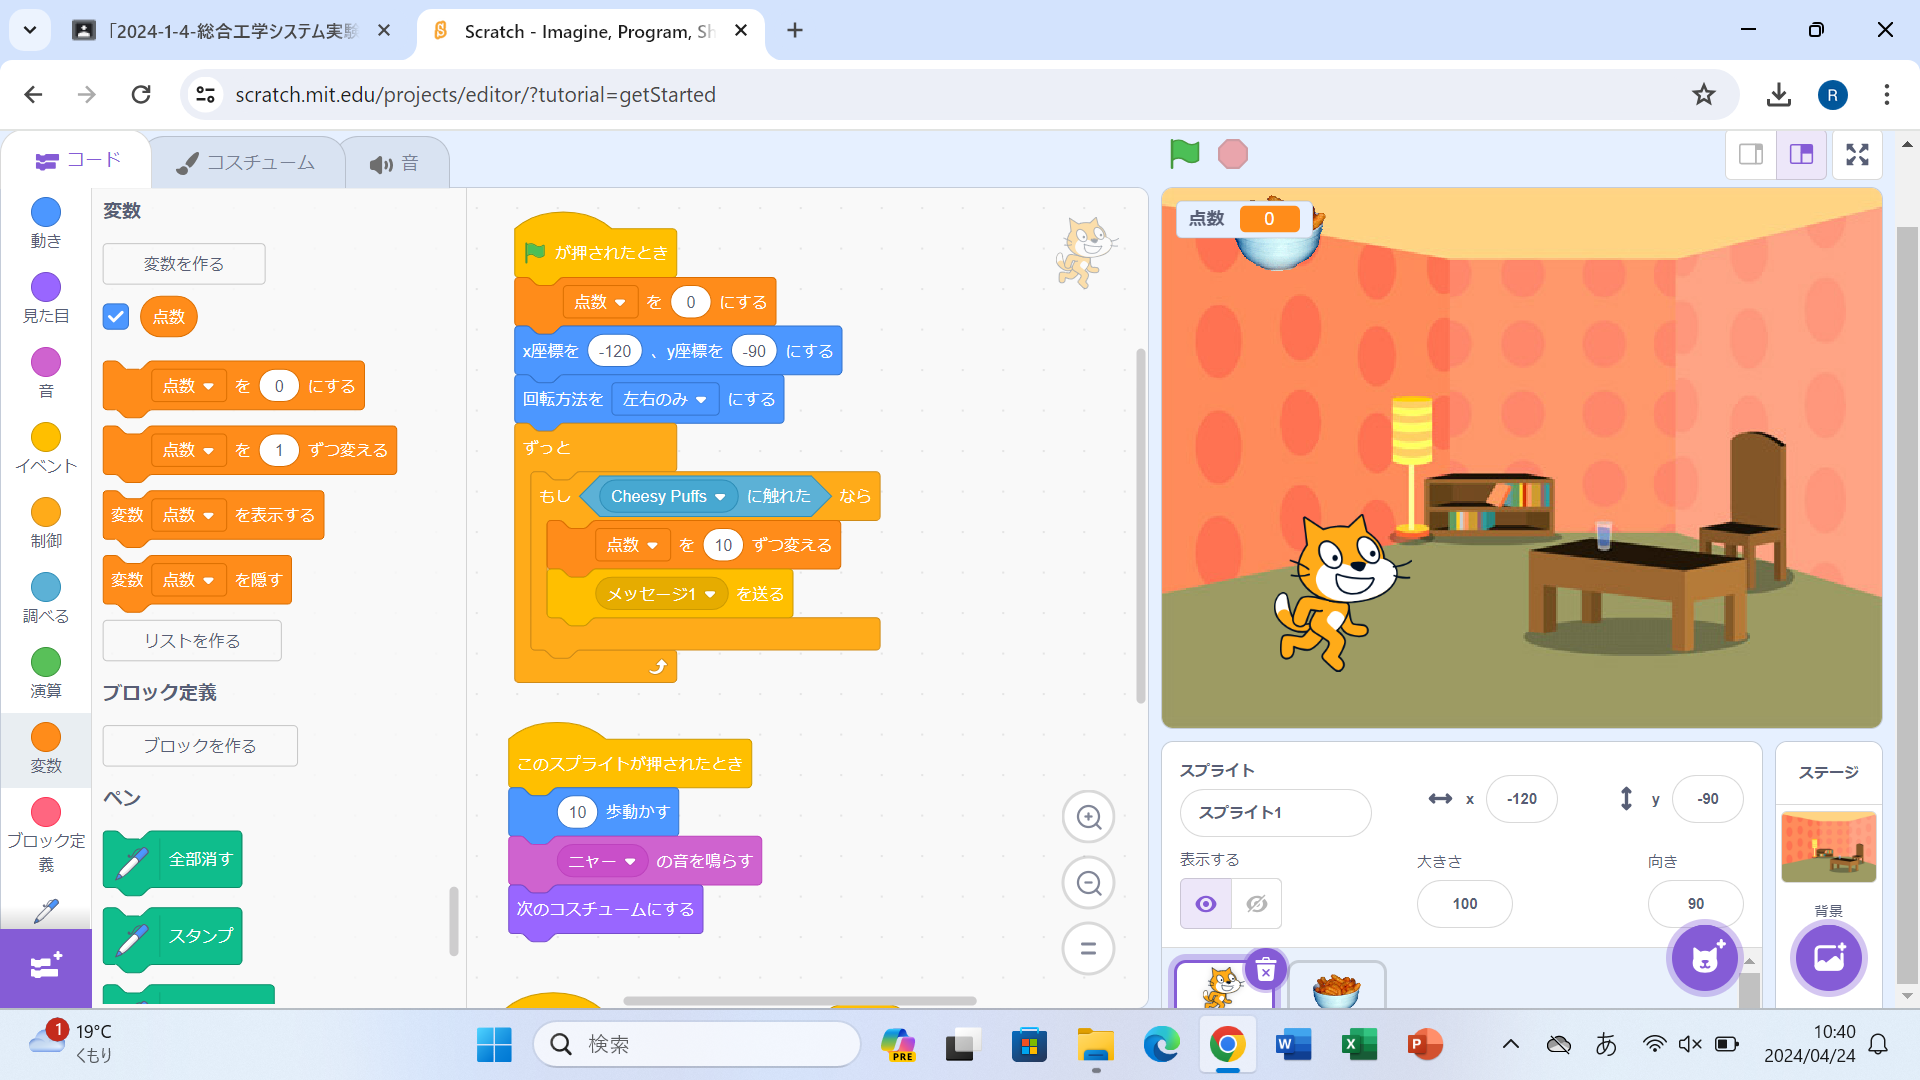 「2024-1-4-総合工学システム実験
Scratch - Imagine, Program, Sh
scratch.mit.edu/projects/editor/?tutorial=getStarted
R
コード
コスチューム
音
動き
見た目
音
イベント
制御
調べる
演算
変数
ブロック定義
変数
変数を作る
点数
点数 を 0 にする
点数 を 1 ずつ変える
変数 点数 を表示する
変数 点数 を隠す
リストを作る
ブロック定義
ブロックを作る
ペン
全部消す
スタンプ
が押されたとき
点数 を 0 にする
x座標を -120 、y座標を -90 にする
回転方法を 左右のみ にする
ずっと
もし Cheesy Puffs に触れた なら
点数 を 10 ずつ変える
メッセージ1 を送る
このスプライトが押されたとき
10 歩動かす
ニャー の音を鳴らす
次のコスチュームにする
点数 0
スプライト
スプライト1
x -120
y -90
表示する
大きさ
100
向き
90
ステージ
背景
1
19°C
くもり
検索
PRE
W
X
P
あ
10:40
2024/04/24